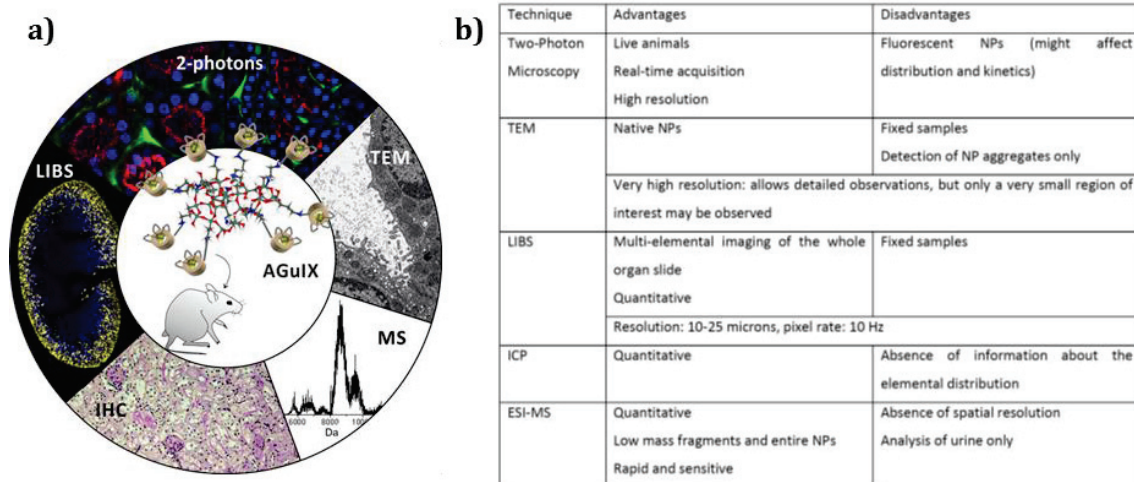 a)
2-photons
LIBS
TEM
AGuIX
MS
6000 8000
Da
IHC
b)
Technique Advantages Disadvantages
Two-Photon Live animals Fluorescent NPs (might affect
Microscopy Real-time acquisition distribution and kinetics)
High resolution
TEM Native NPs Fixed samples
Detection of NP aggregates only
Very high resolution: allows detailed observations, but only a very small region of
interest may be observed
LIBS Multi-elemental imaging of the whole Fixed samples
organ slide
Quantitative
Resolution: 10-25 microns, pixel rate: 10 Hz
ICP Quantitative Absence of information about the
elemental distribution
ESI-MS Quantitative Absence of spatial resolution
Low mass fragments and entire NPs Analysis of urine only
Rapid and sensitive